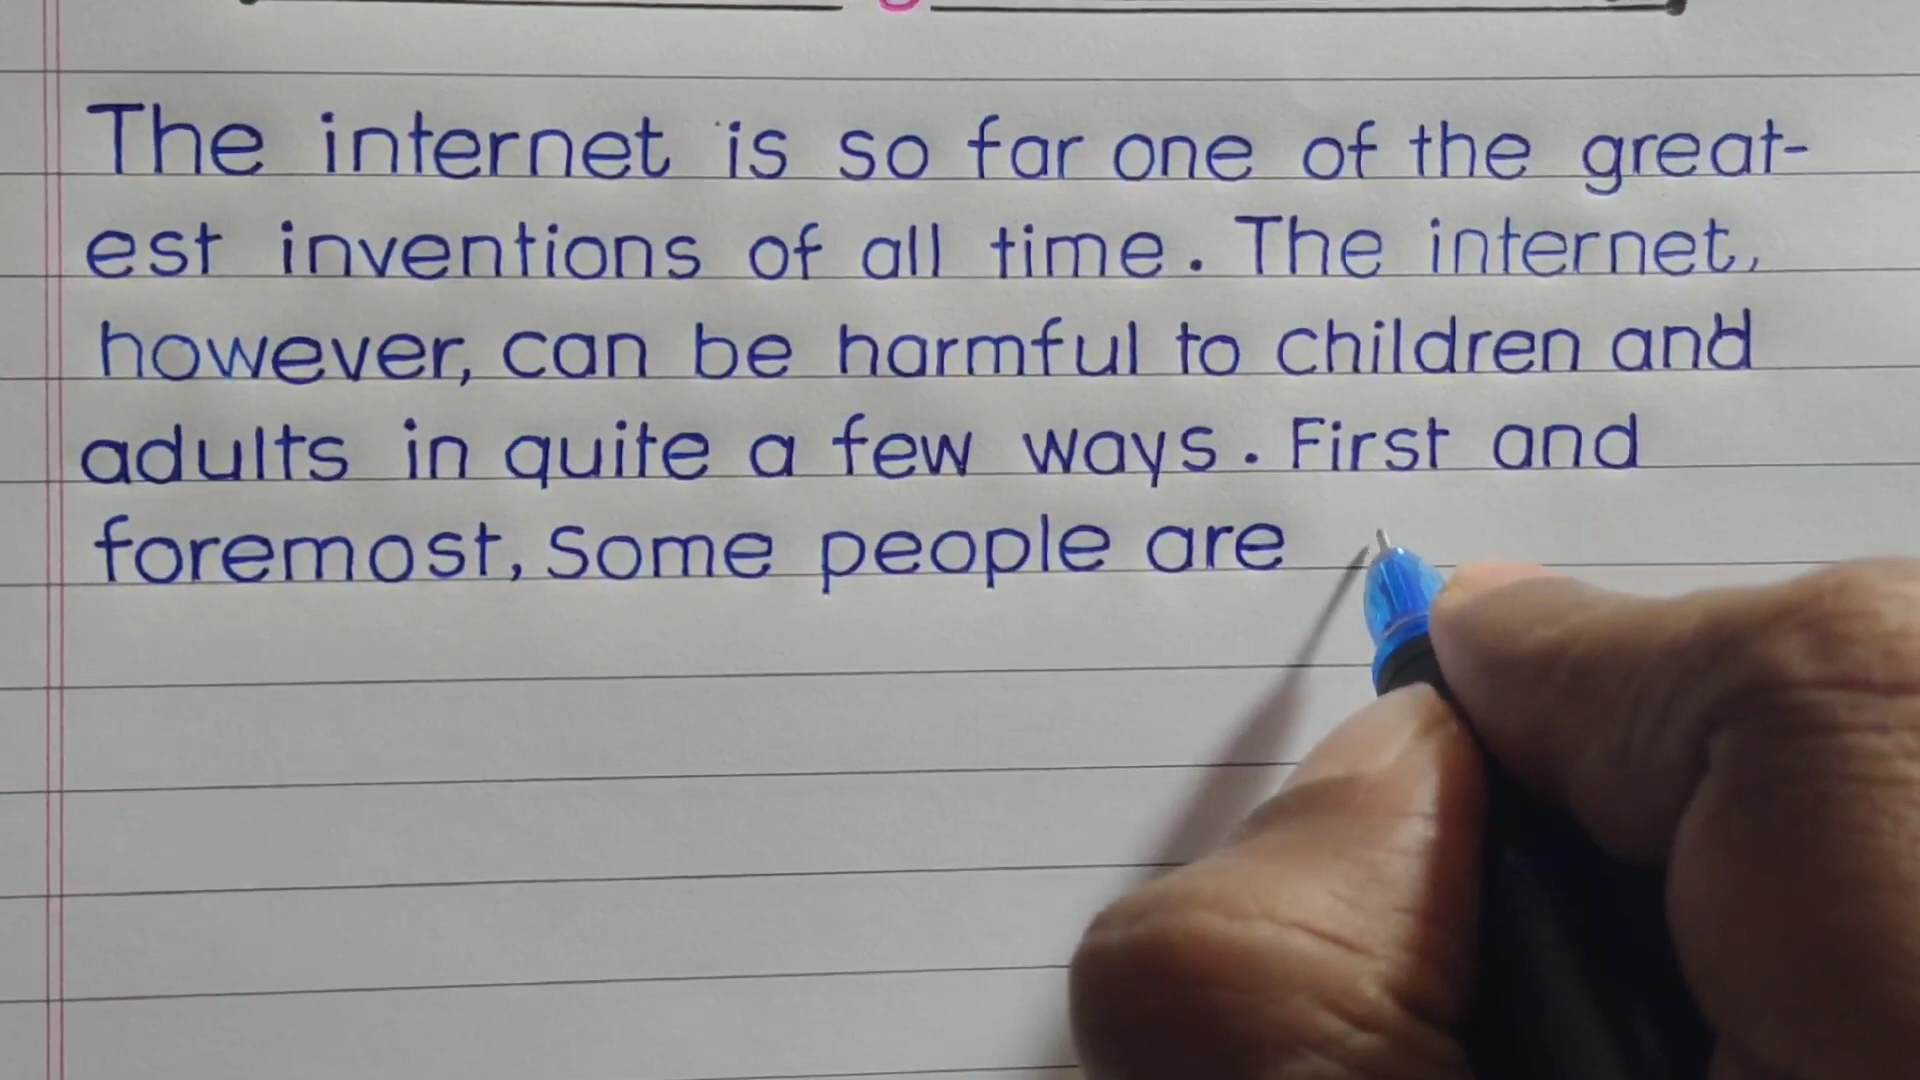 The internet is so far one of the great-
est inventions of all time. The internet,
however, can be harmful to children and
adults in quite a few ways. First and
foremost, Some people are